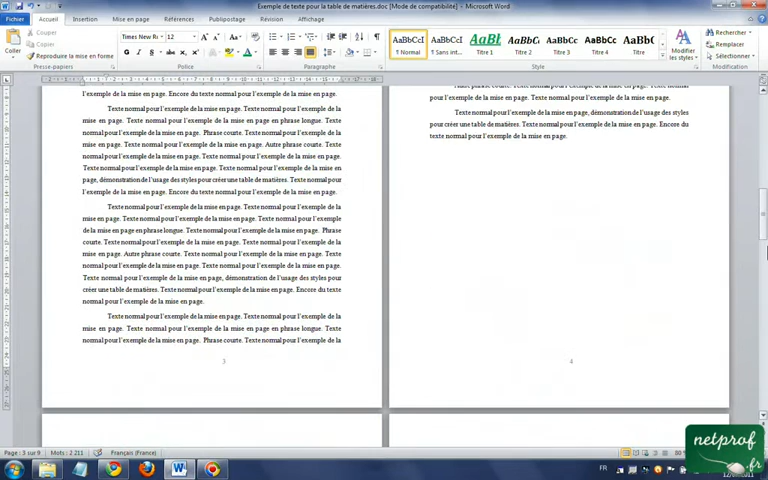 Exemple de texte pour la table de matières.doc [Mode de compatibilité] - Microsoft Word
Fichier Accueil Insertion Mise en page Références Publipostage Révision Affichage
Coller
Couper
Copier
Reproduire la mise en forme
Times New R 12
AaBbCcI AaBbCcI AaBb AaBbC AaBbCc AaBbCc AaBb(
¶ Normal ¶ Sans int... Titre 1 Titre 2 Titre 3 Titre 4 Titre
Modifier
les styles
Rechercher
Remplacer
Sélectionner
Presse-papiers Police Paragraphe Style Modification
l'exemple de la mise en page. Encore du texte normal pour l'exemple de la mise en page.
Texte normal pour l'exemple de la mise en page. Texte normal pour l'exemple de la
mise en page. Texte normal pour l'exemple de la mise en page en phrase longue. Texte
normal pour l'exemple de la mise en page. Phrase courte. Texte normal pour l'exemple de la
mise en page. Texte normal pour l'exemple de la mise en page. Autre phrase courte. Texte
normal pour l'exemple de la mise en page. Texte normal pour l'exemple de la mise en page.
Texte normal pour l'exemple de la mise en page. Texte normal pour l'exemple de la mise en
page, démonstration de l'usage des styles pour créer une table de matières. Texte normal pour
l'exemple de la mise en page. Encore du texte normal pour l'exemple de la mise en page.
Texte normal pour l'exemple de la mise en page. Texte normal pour l'exemple de la
mise en page. Texte normal pour l'exemple de la mise en page. Texte normal pour l'exemple
de la mise en page en phrase longue. Texte normal pour l'exemple de la mise en page. Phrase
courte. Texte normal pour l'exemple de la mise en page. Texte normal pour l'exemple de la
mise en page. Autre phrase courte. Texte normal pour l'exemple de la mise en page. Texte
normal pour l'exemple de la mise en page. Texte normal pour l'exemple de la mise en page.
Texte normal pour l'exemple de la mise en page, démonstration de l'usage des styles pour
créer une table de matières. Texte normal pour l'exemple de la mise en page. Encore du texte
normal pour l'exemple de la mise en page.
Texte normal pour l'exemple de la mise en page. Texte normal pour l'exemple de la
mise en page. Texte normal pour l'exemple de la mise en page en phrase longue. Texte
normal pour l'exemple de la mise en page. Phrase courte. Texte normal pour l'exemple de la
3
pour l'exemple de la mise en page. Texte normal pour l'exemple de la mise en page.
Texte normal pour l'exemple de la mise en page, démonstration de l'usage des styles
pour créer une table de matières. Texte normal pour l'exemple de la mise en page. Encore du
texte normal pour l'exemple de la mise en page.
4
Page : 3 sur 9 Mots : 2 211 Français (France)
FR
netprof
.fr